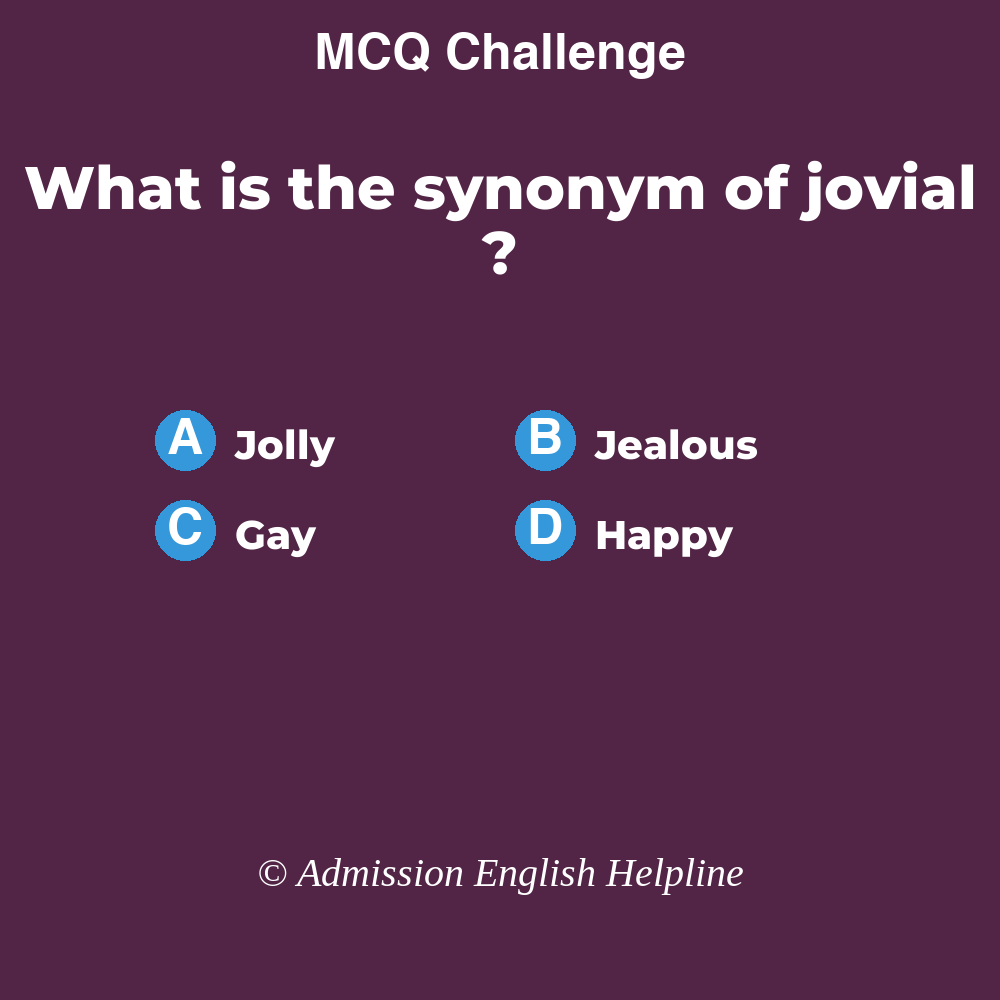 MCQ Challenge
What is the synonym of jovial
?
A Jolly
B Jealous
C Gay
D Happy
© Admission English Helpline